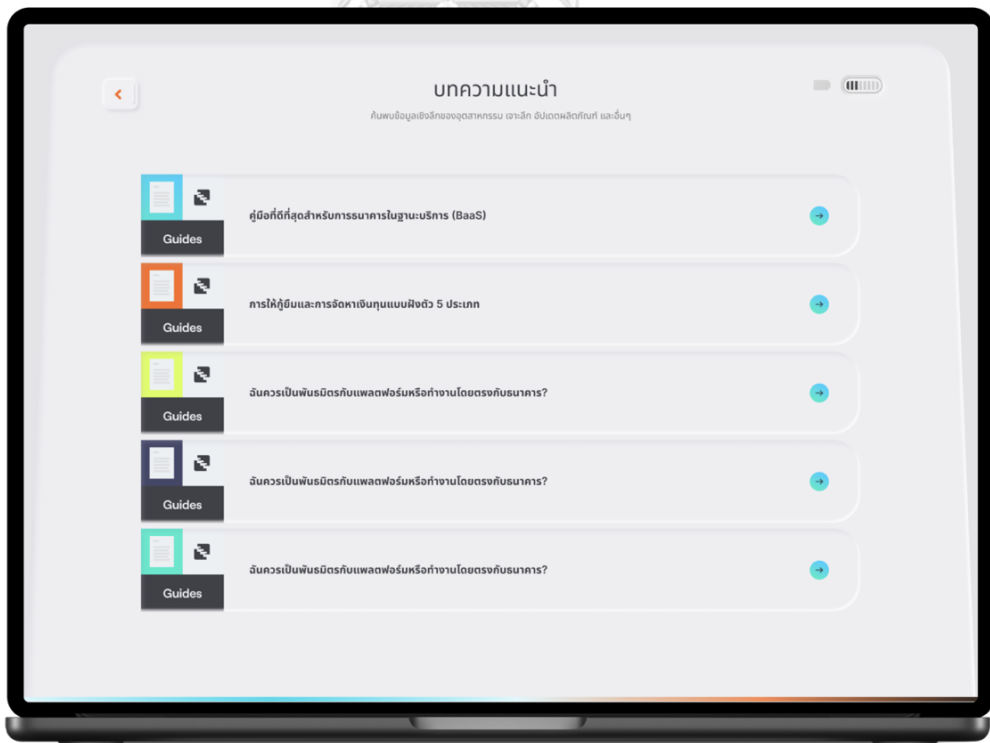 บทความแนะนำ
ค้นพบข้อมูลเชิงลึกของอุตสาหกรรม เจาะลึก อัปเดตผลิตภัณฑ์ และอื่นๆ
คู่มือที่ดีที่สุดสำหรับการธนาคารในฐานะบริการ (BaaS)
Guides
การให้กู้ยืมและการจัดหาเงินทุนแบบฝังตัว 5 ประเภท
Guides
ฉันควรเป็นพันธมิตรกับแพลตฟอร์มหรือทำงานโดยตรงกับธนาคาร?
Guides
ฉันควรเป็นพันธมิตรกับแพลตฟอร์มหรือทำงานโดยตรงกับธนาคาร?
Guides
ฉันควรเป็นพันธมิตรกับแพลตฟอร์มหรือทำงานโดยตรงกับธนาคาร?
Guides